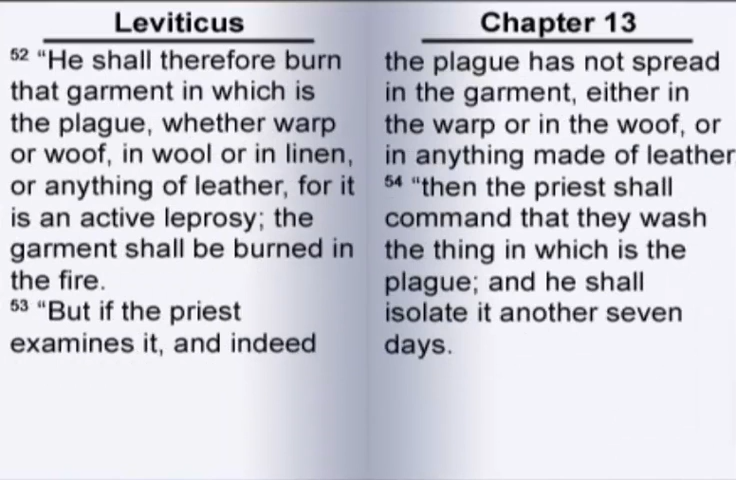 Leviticus
52 “He shall therefore burn
that garment in which is
the plague, whether warp
or woof, in wool or in linen,
or anything of leather, for it
is an active leprosy; the
garment shall be burned in
the fire.
53 “But if the priest
examines it, and indeed
Chapter 13
the plague has not spread
in the garment, either in
the warp or in the woof, or
in anything made of leather
54 “then the priest shall
command that they wash
the thing in which is the
plague; and he shall
isolate it another seven
days.